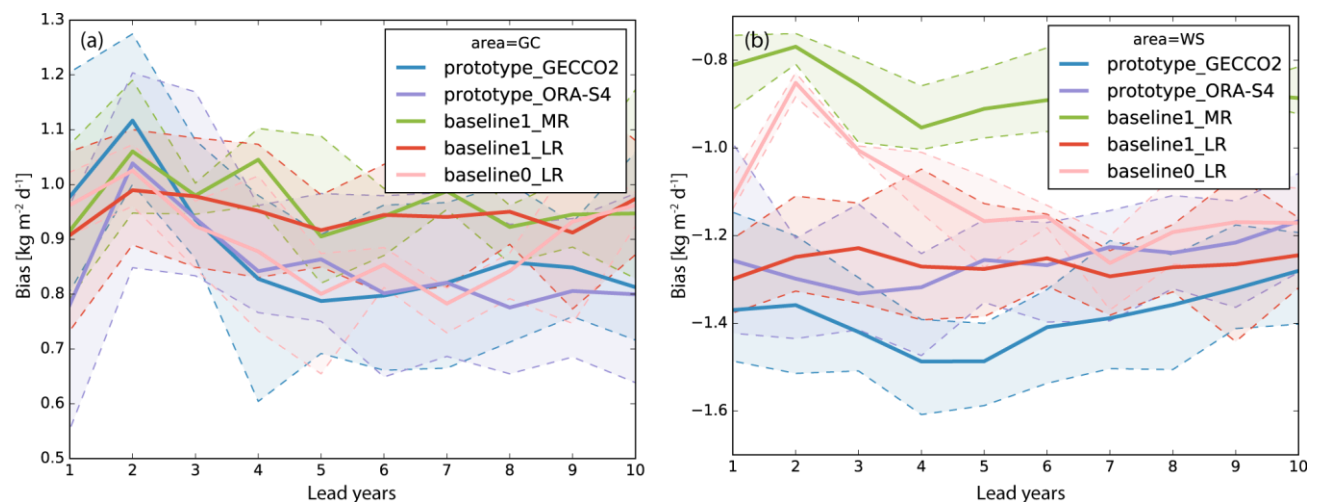 (a)
area=GC
prototype_GECCO2
prototype_ORA-S4
baseline1_MR
baseline1_LR
baseline0_LR
Bias [kg m⁻² d⁻¹]
1.3
1.2
1.1
1.0
0.9
0.8
0.7
0.6
0.5
1 2 3 4 5 6 7 8 9 10
Lead years
(b)
area=WS
prototype_GECCO2
prototype_ORA-S4
baseline1_MR
baseline1_LR
baseline0_LR
Bias [kg m⁻² d⁻¹]
−0.8
−1.0
−1.2
−1.4
−1.6
1 2 3 4 5 6 7 8 9 10
Lead years